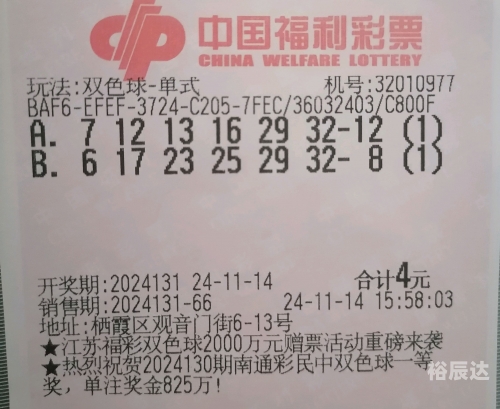 中国福利彩票
CHINA WELFARE LOTTERY
玩法:双色球-单式 机号:32010977
BAF6-EFEF-3724-C205-7FEC/36032403/C800F
A. 7 12 13 16 29 32-12 (1)
B. 6 17 23 25 29 32- 8 (1)
开奖期:2024131 24-11-14 合计4元
销售期:2024131-66 24-11-14 15:58:03
地址:栖霞区观音门街6-13号
★江苏福彩双色球2000万元赠票活动重磅来袭
★热烈祝贺2024130期南通彩民中双色球一等
奖，单注奖金825万!
裕辰达